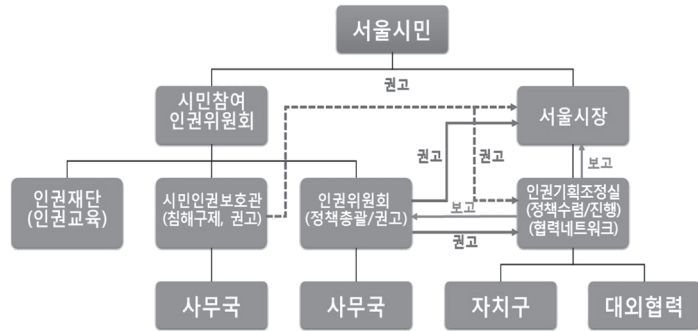 서울시민
권고
시민참여
인권위원회
서울시장
권고
권고
보고
인권재단
(인권교육)
시민인권보호관
(침해구제, 권고)
인권위원회
(정책총괄/권고)
보고
권고
인권기획조정실
(정책수렴/진행)
(협력네트워크)
사무국
사무국
자치구
대외협력